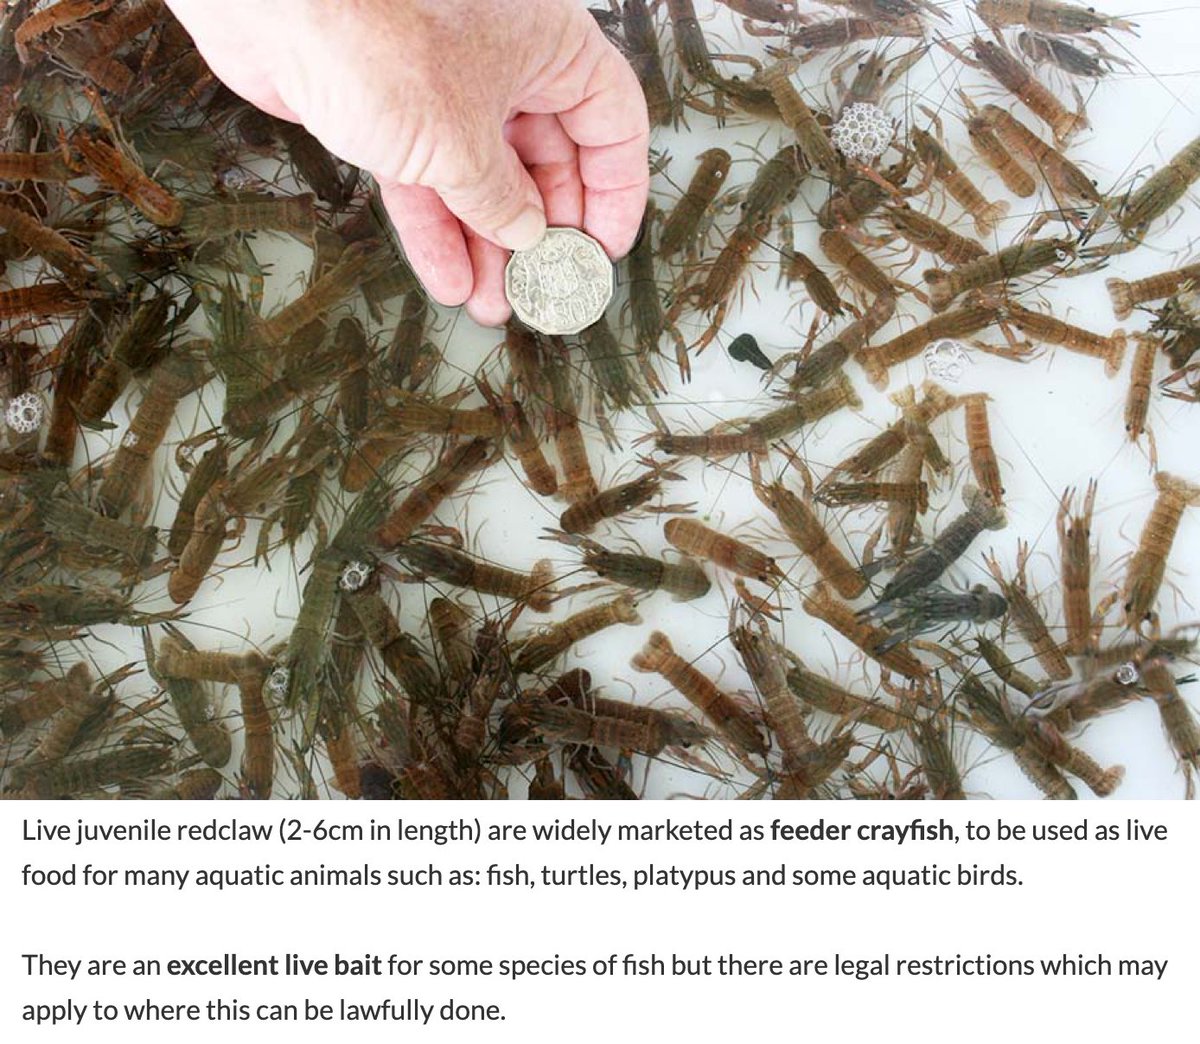 Live juvenile redclaw (2-6cm in length) are widely marketed as feeder crayfish, to be used as live
food for many aquatic animals such as: fish, turtles, platypus and some aquatic birds.
They are an excellent live bait for some species of fish but there are legal restrictions which may
apply to where this can be lawfully done.